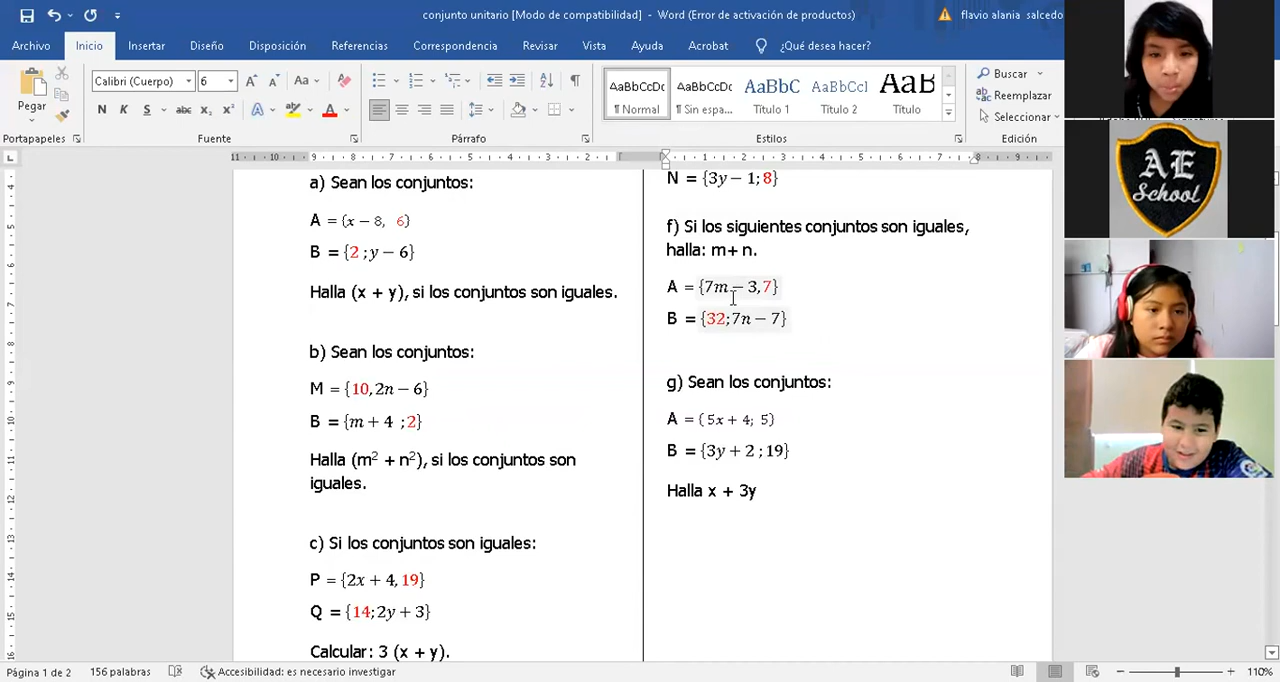 conjunto unitario [Modo de compatibilidad] - Word (Error de activación de productos)
flavio alania salcedo
Archivo
Inicio
Insertar
Diseño
Disposición
Referencias
Correspondencia
Revisar
Vista
Ayuda
Acrobat
¿Qué desea hacer?
Pegar
Calibri (Cuerpo)
6
Portapapeles
Fuente
Párrafo
AaBbCcDc
¶ Normal
AaBbCcDc
¶ Sin espa...
AaBbC
Título 1
AaBbCcI
Título 2
AaB
Título
Estilos
Buscar
Reemplazar
Seleccionar
Edición
a) Sean los conjuntos:
A = (x − 8, 6}
B = {2 ;y − 6}
Halla (x + y), si los conjuntos son iguales.
b) Sean los conjuntos:
M = {10,2n − 6}
B = {m + 4 ;2}
Halla (m² + n²), si los conjuntos son
iguales.
c) Si los conjuntos son iguales:
P = {2x + 4, 19}
Q = {14;2y + 3}
Calcular: 3 (x + y).
N = {3y − 1; 8}
f) Si los siguientes conjuntos son iguales,
halla: m+ n.
A = {7m − 3,7}
B = {32;7n − 7}
g) Sean los conjuntos:
A = ( 5x + 4; 5)
B = {3y + 2 ; 19}
Halla x + 3y
A E
School
Página 1 de 2
156 palabras
Accesibilidad: es necesario investigar
110%